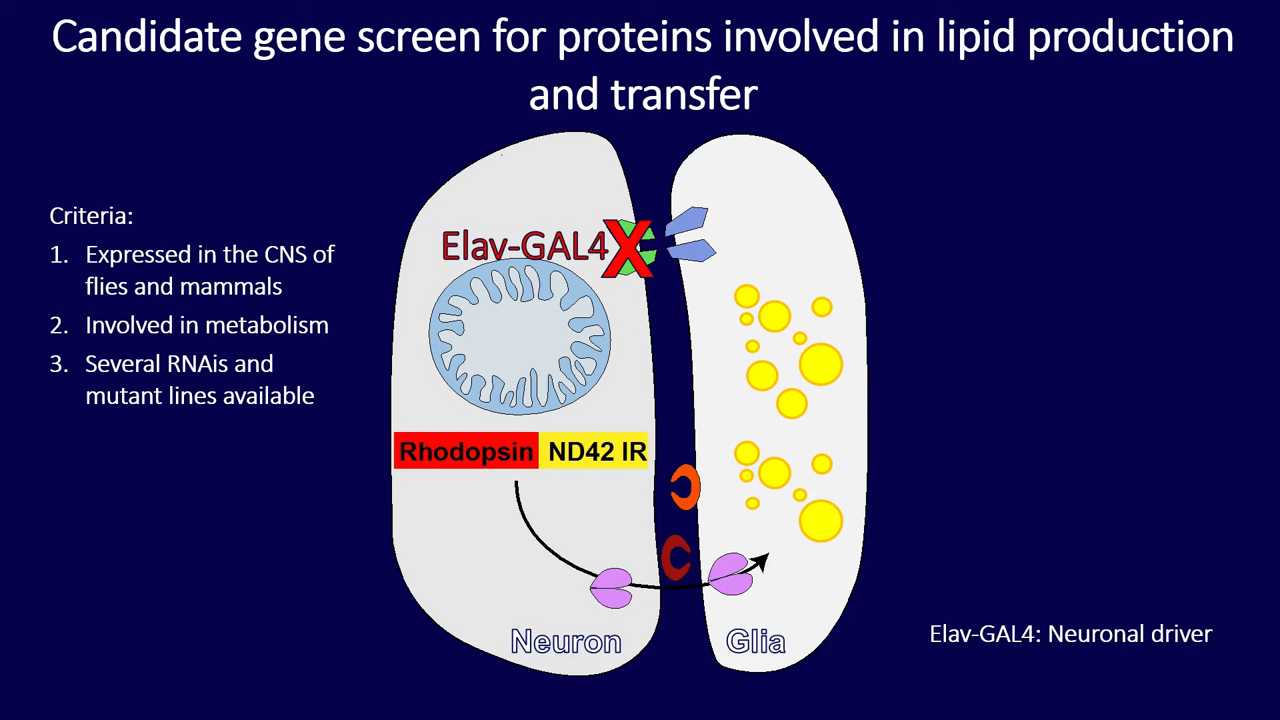 Candidate gene screen for proteins involved in lipid production
and transfer
Criteria:
1. Expressed in the CNS of
flies and mammals
2. Involved in metabolism
3. Several RNAis and
mutant lines available
Elav-GAL4
X
Rhodopsin ND42 IR
Neuron
Glia
Elav-GAL4: Neuronal driver